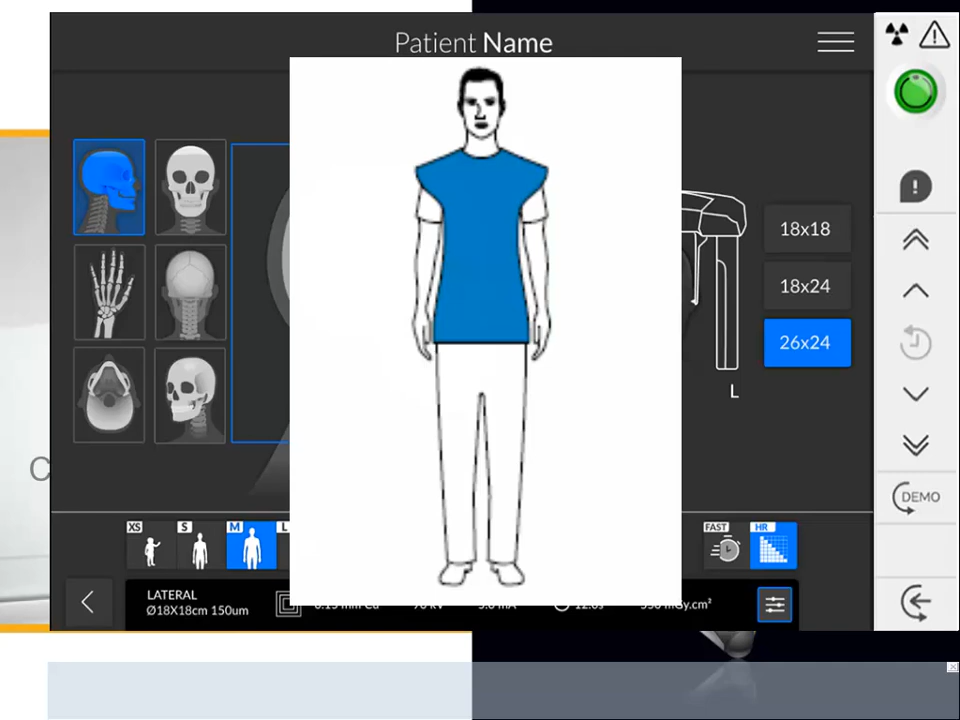 Patient Name
18x18
18x24
26x24
L
C
DEMO
XS
S
M
L
FAST
HR
LATERAL
Ø18X18cm 150um